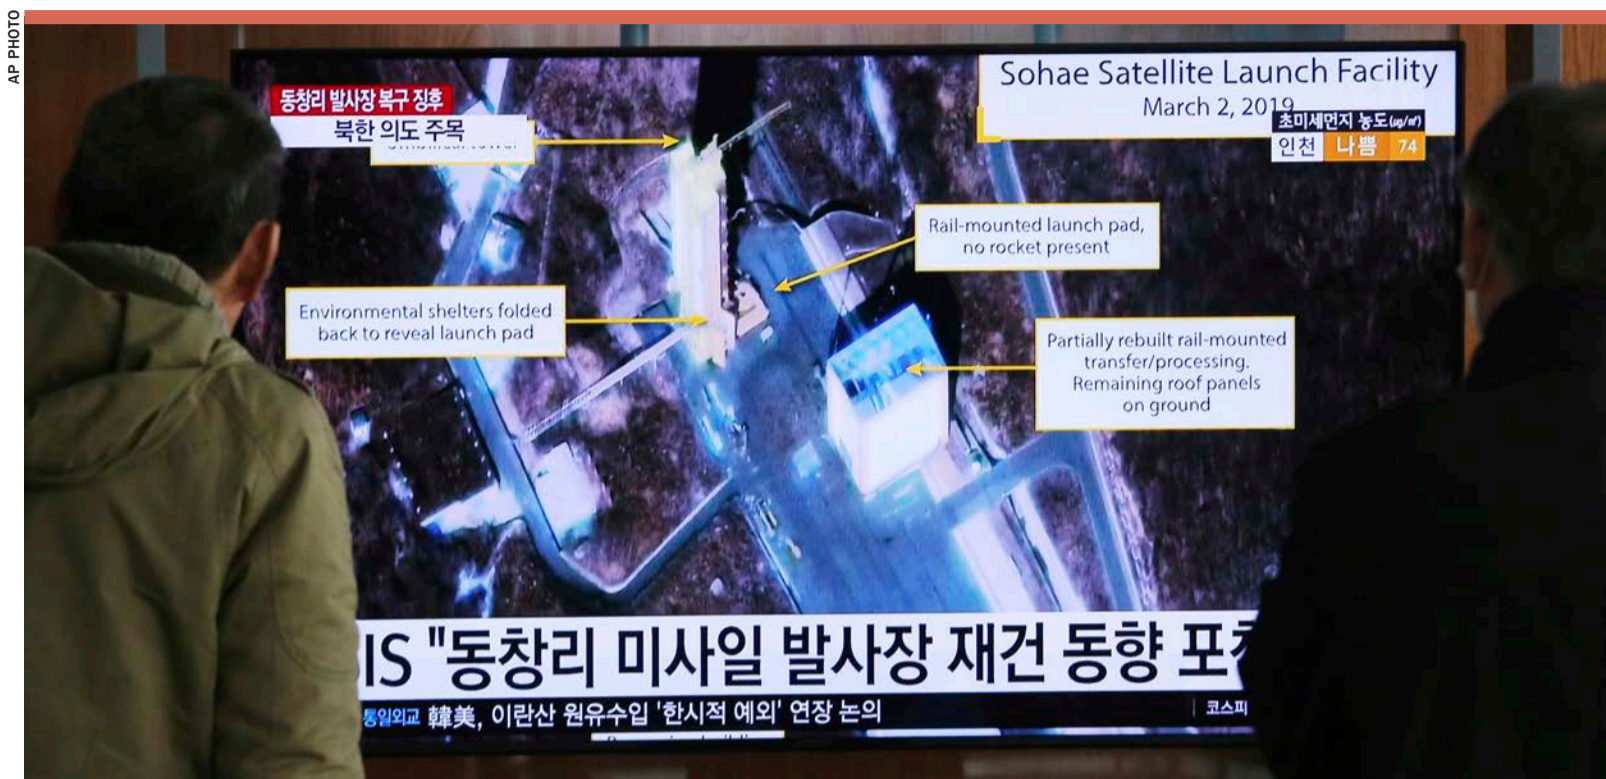 AP PHOTO
Sohae Satellite Launch Facility
March 2, 2019
동창리 발사장 복구 징후
북한 의도 주목
초미세먼지 농도(㎍/㎥)
인천 나쁨 74
Rail-mounted launch pad,
no rocket present
Environmental shelters folded
back to reveal launch pad
Partially rebuilt rail-mounted
transfer/processing.
Remaining roof panels
on ground
IS "동창리 미사일 발사장 재건 동향
통일외교 韓美, 이란산 원유수입 '한시적 예외' 연장 논의
코스피